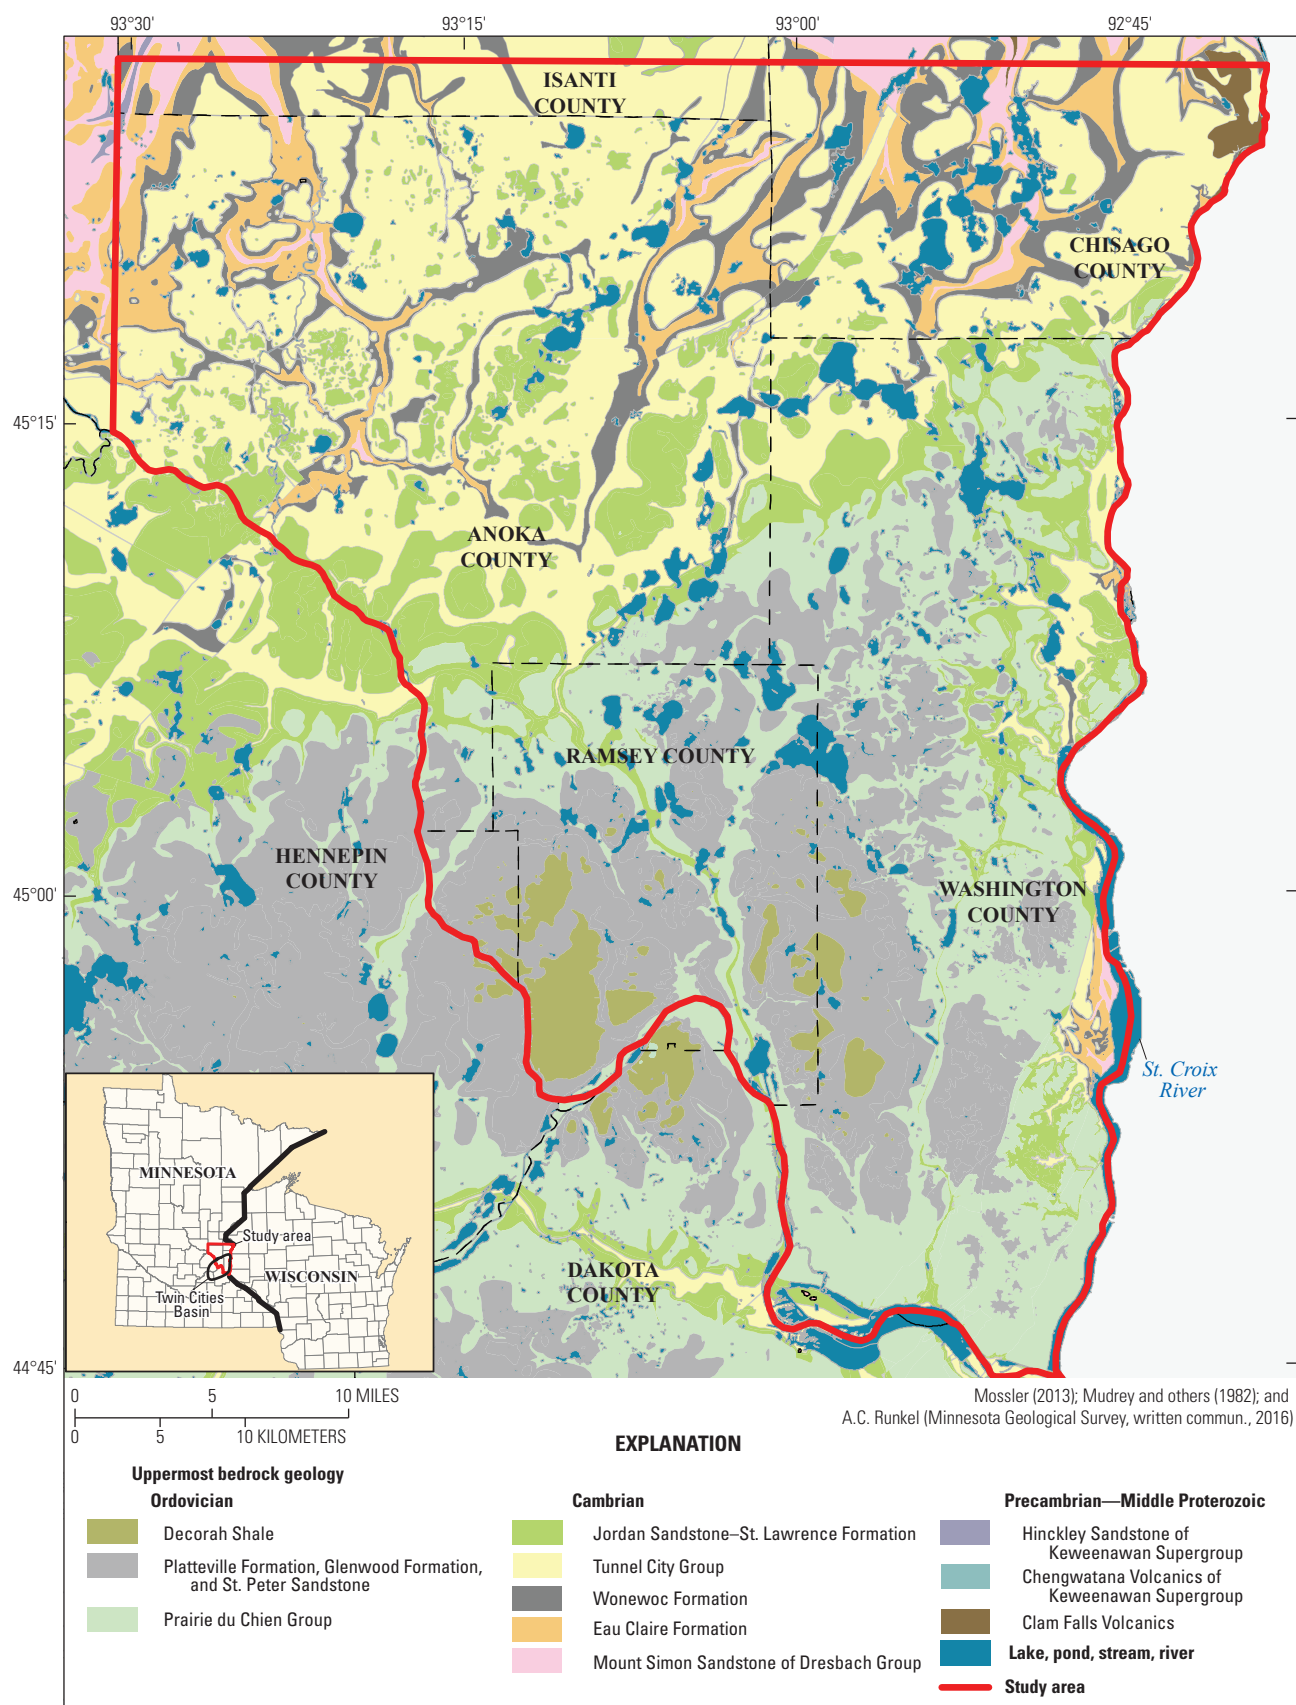 93°30'
93°15'
93°00'
92°45'
ISANTI
COUNTY
CHISAGO
COUNTY
45°15'
ANOKA
COUNTY
RAMSEY COUNTY
HENNEPIN
COUNTY
45°00'
WASHINGTON
COUNTY
St. Croix
River
MINNESOTA
Study area
WISCONSIN
Twin Cities
Basin
DAKOTA
COUNTY
44°45'
0 5 10 MILES
0 5 10 KILOMETERS
Mossler (2013); Mudrey and others (1982); and
A.C. Runkel (Minnesota Geological Survey, written commun., 2016)
EXPLANATION
Uppermost bedrock geology
Ordovician
Decorah Shale
Platteville Formation, Glenwood Formation,
and St. Peter Sandstone
Prairie du Chien Group
Cambrian
Jordan Sandstone–St. Lawrence Formation
Tunnel City Group
Wonewoc Formation
Eau Claire Formation
Mount Simon Sandstone of Dresbach Group
Precambrian—Middle Proterozoic
Hinckley Sandstone of
Keweenawan Supergroup
Chengwatana Volcanics of
Keweenawan Supergroup
Clam Falls Volcanics
Lake, pond, stream, river
Study area